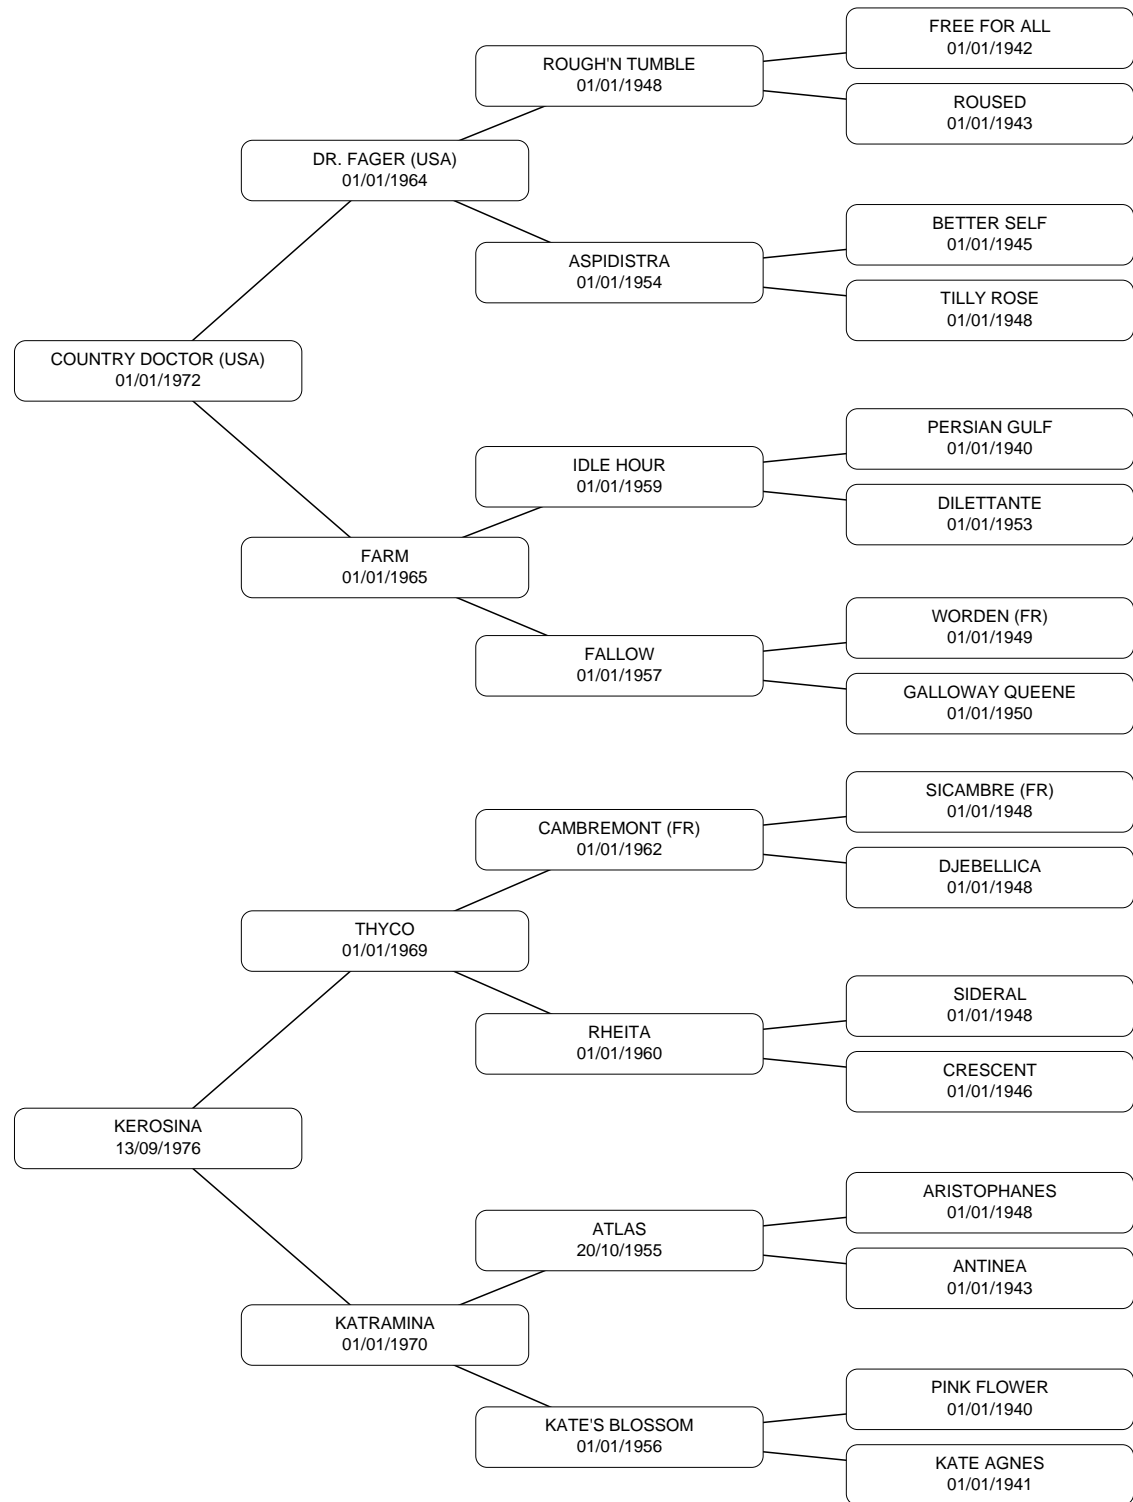 FREE FOR ALL
01/01/1942
ROUGH'N TUMBLE
01/01/1948
ROUSED
01/01/1943
DR. FAGER (USA)
01/01/1964
BETTER SELF
01/01/1945
ASPIDISTRA
01/01/1954
TILLY ROSE
01/01/1948
COUNTRY DOCTOR (USA)
01/01/1972
PERSIAN GULF
01/01/1940
IDLE HOUR
01/01/1959
DILETTANTE
01/01/1953
FARM
01/01/1965
WORDEN (FR)
01/01/1949
FALLOW
01/01/1957
GALLOWAY QUEENE
01/01/1950
SICAMBRE (FR)
01/01/1948
CAMBREMONT (FR)
01/01/1962
DJEBELLICA
01/01/1948
THYCO
01/01/1969
SIDERAL
01/01/1948
RHEITA
01/01/1960
CRESCENT
01/01/1946
KEROSINA
13/09/1976
ARISTOPHANES
01/01/1948
ATLAS
20/10/1955
ANTINEA
01/01/1943
KATRAMINA
01/01/1970
PINK FLOWER
01/01/1940
KATE'S BLOSSOM
01/01/1956
KATE AGNES
01/01/1941